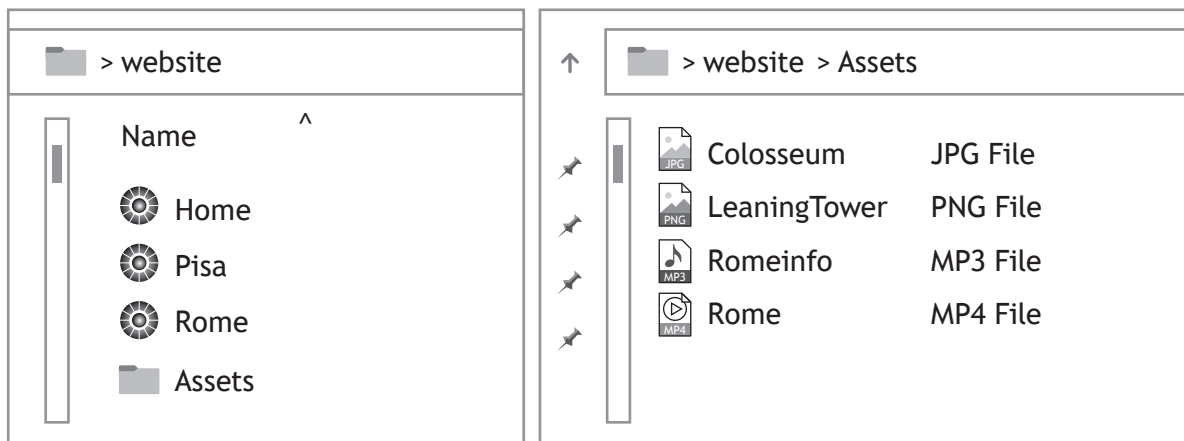 > website
Name ^
Home
Pisa
Rome
Assets
> website > Assets
Colosseum JPG File
LeaningTower PNG File
Romeinfo MP3 File
Rome MP4 File
JPG
PNG
MP3
MP4